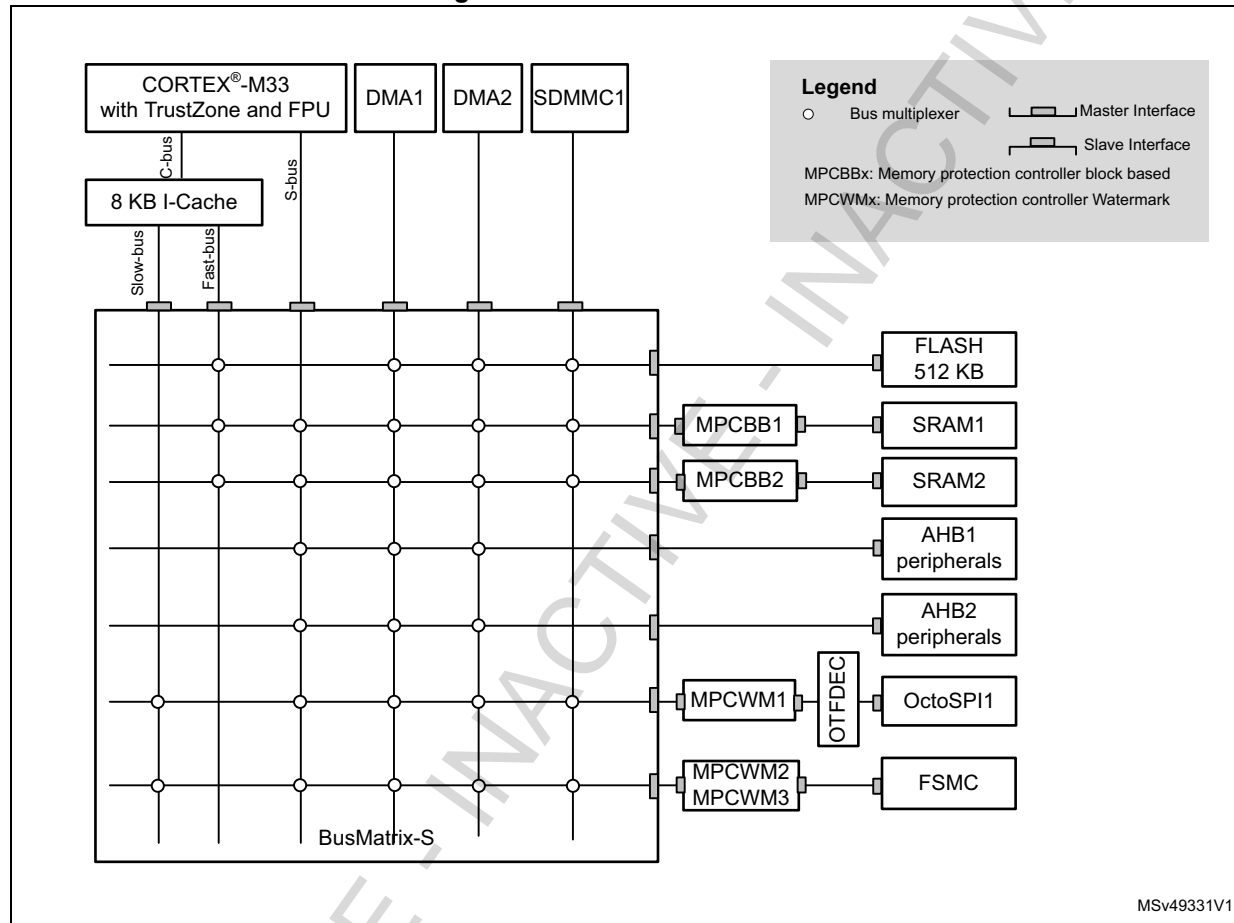 CORTEX®-M33
with TrustZone and FPU
DMA1
DMA2
SDMMC1
Legend
Bus multiplexer
Master Interface
Slave Interface
MPCBBx: Memory protection controller block based
MPCWMx: Memory protection controller Watermark
C-bus
S-bus
8 KB I-Cache
Slow-bus
Fast-bus
FLASH
512 KB
MPCBB1
SRAM1
MPCBB2
SRAM2
AHB1
peripherals
AHB2
peripherals
MPCWM1
OTFDEC
OctoSPI1
MPCWM2
MPCWM3
FSMC
BusMatrix-S
MSv49331V1
E - INACTIVE - INACTIVE